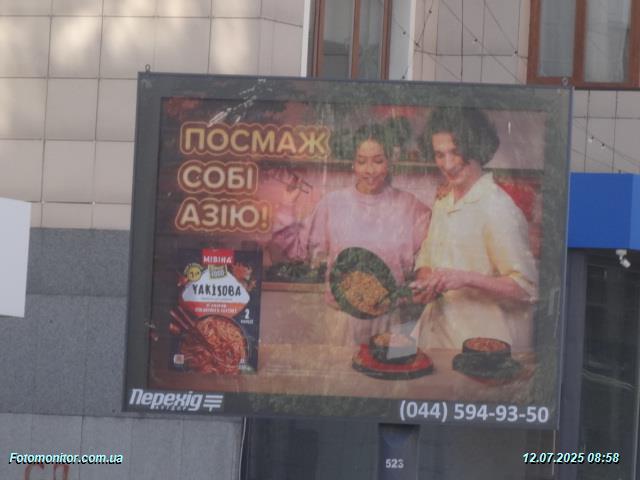 ПОСМАЖ
СОБІ
АЗІЮ!
МІВІНА
YAKISOBA
2
Перехід
(044) 594-93-50
523
Fotomonitor.com.ua
12.07.2025 08:58